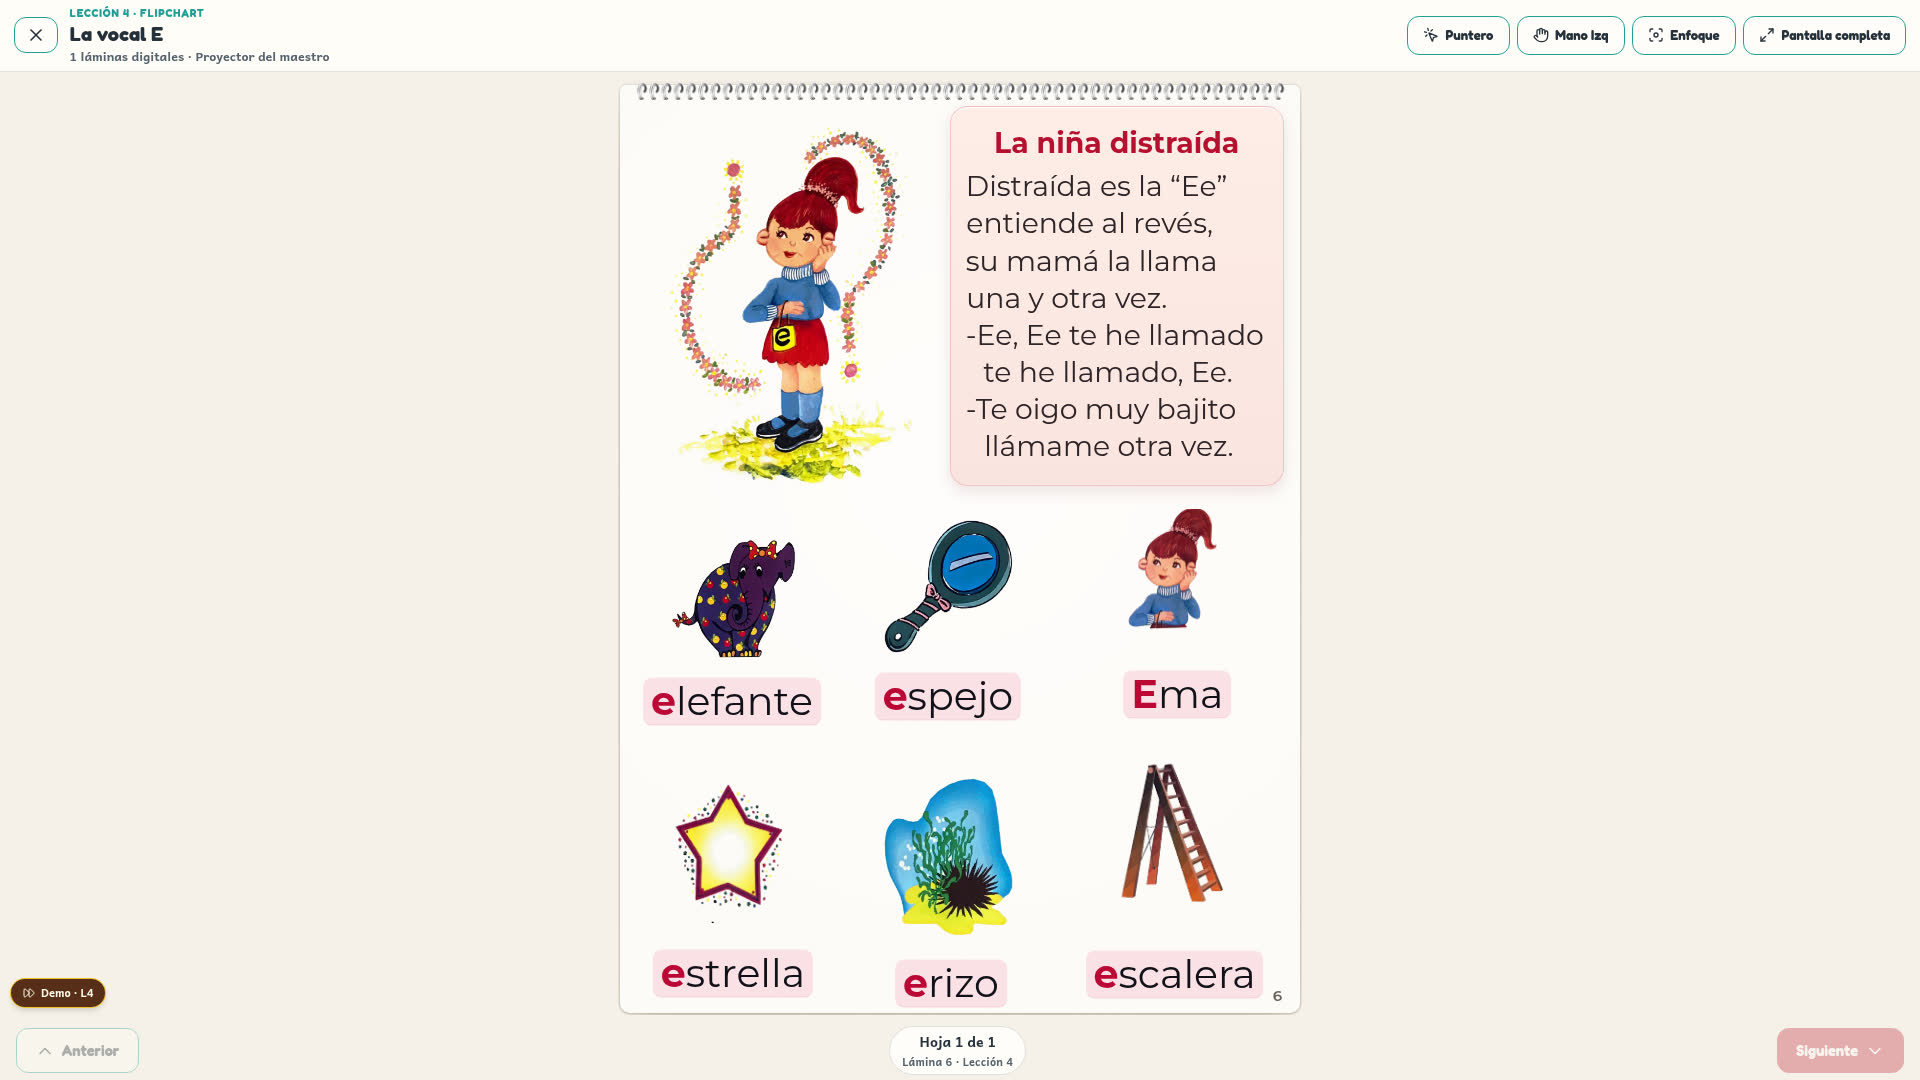 LECCIÓN 4 · FLIPCHART
La vocal E
1 láminas digitales · Proyector del maestro
Puntero
Mano Izq
Enfoque
Pantalla completa
La niña distraída
Distraída es la “Ee”
entiende al revés,
su mamá la llama
una y otra vez.
-Ee, Ee te he llamado
te he llamado, Ee.
-Te oigo muy bajito
llámame otra vez.
e
elefante
espejo
Ema
estrella
erizo
escalera
6
Demo · L4
Anterior
Hoja 1 de 1
Lámina 6 · Lección 4
Siguiente